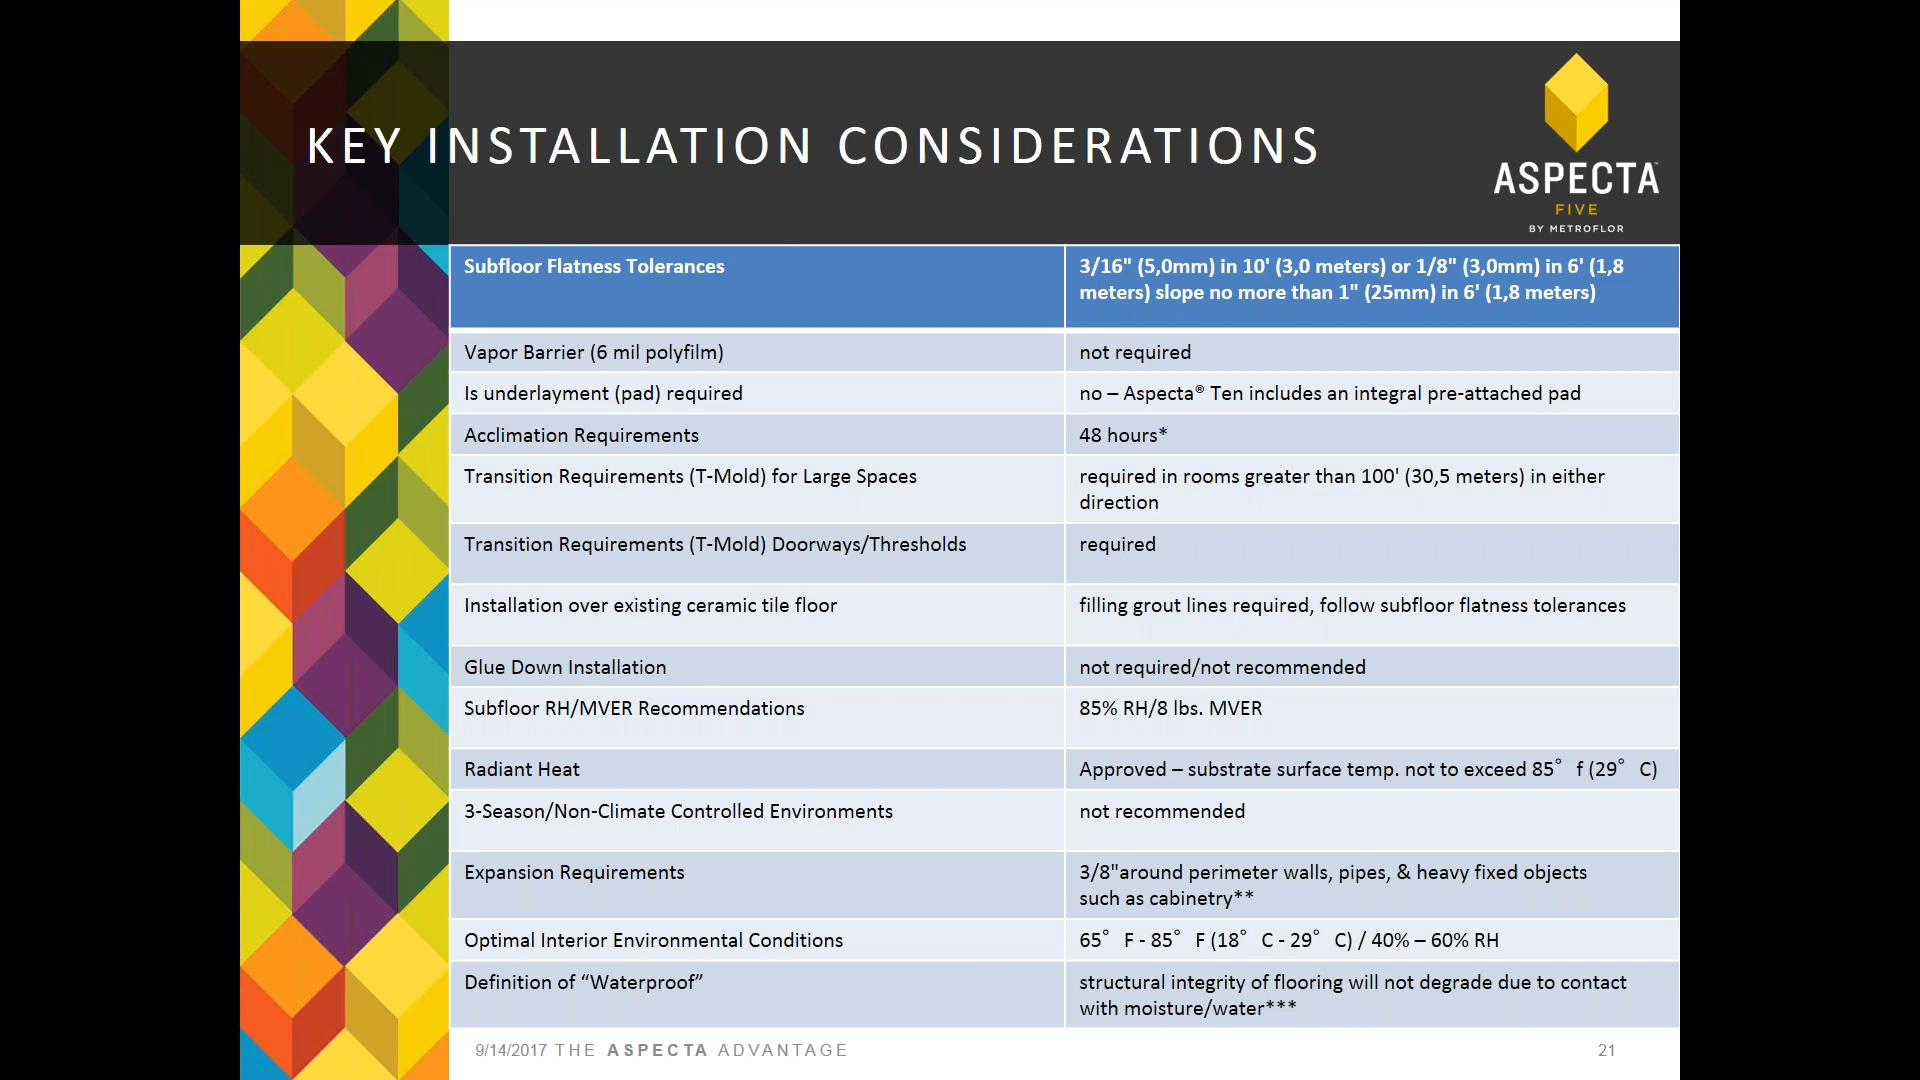 KEY INSTALLATION CONSIDERATIONS
ASPECTA™
FIVE
BY METROFLOR
Subfloor Flatness Tolerances
3/16" (5,0mm) in 10' (3,0 meters) or 1/8" (3,0mm) in 6' (1,8
meters) slope no more than 1" (25mm) in 6' (1,8 meters)
Vapor Barrier (6 mil polyfilm)
not required
Is underlayment (pad) required
no – Aspecta® Ten includes an integral pre-attached pad
Acclimation Requirements
48 hours*
Transition Requirements (T-Mold) for Large Spaces
required in rooms greater than 100' (30,5 meters) in either
direction
Transition Requirements (T-Mold) Doorways/Thresholds
required
Installation over existing ceramic tile floor
filling grout lines required, follow subfloor flatness tolerances
Glue Down Installation
not required/not recommended
Subfloor RH/MVER Recommendations
85% RH/8 lbs. MVER
Radiant Heat
Approved – substrate surface temp. not to exceed 85° f (29° C)
3-Season/Non-Climate Controlled Environments
not recommended
Expansion Requirements
3/8"around perimeter walls, pipes, & heavy fixed objects
such as cabinetry**
Optimal Interior Environmental Conditions
65° F - 85° F (18° C - 29° C) / 40% – 60% RH
Definition of “Waterproof”
structural integrity of flooring will not degrade due to contact
with moisture/water***
9/14/2017 THE ASPECTA ADVANTAGE
21